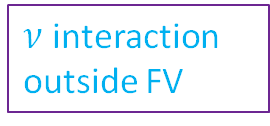 ν interaction
outside FV